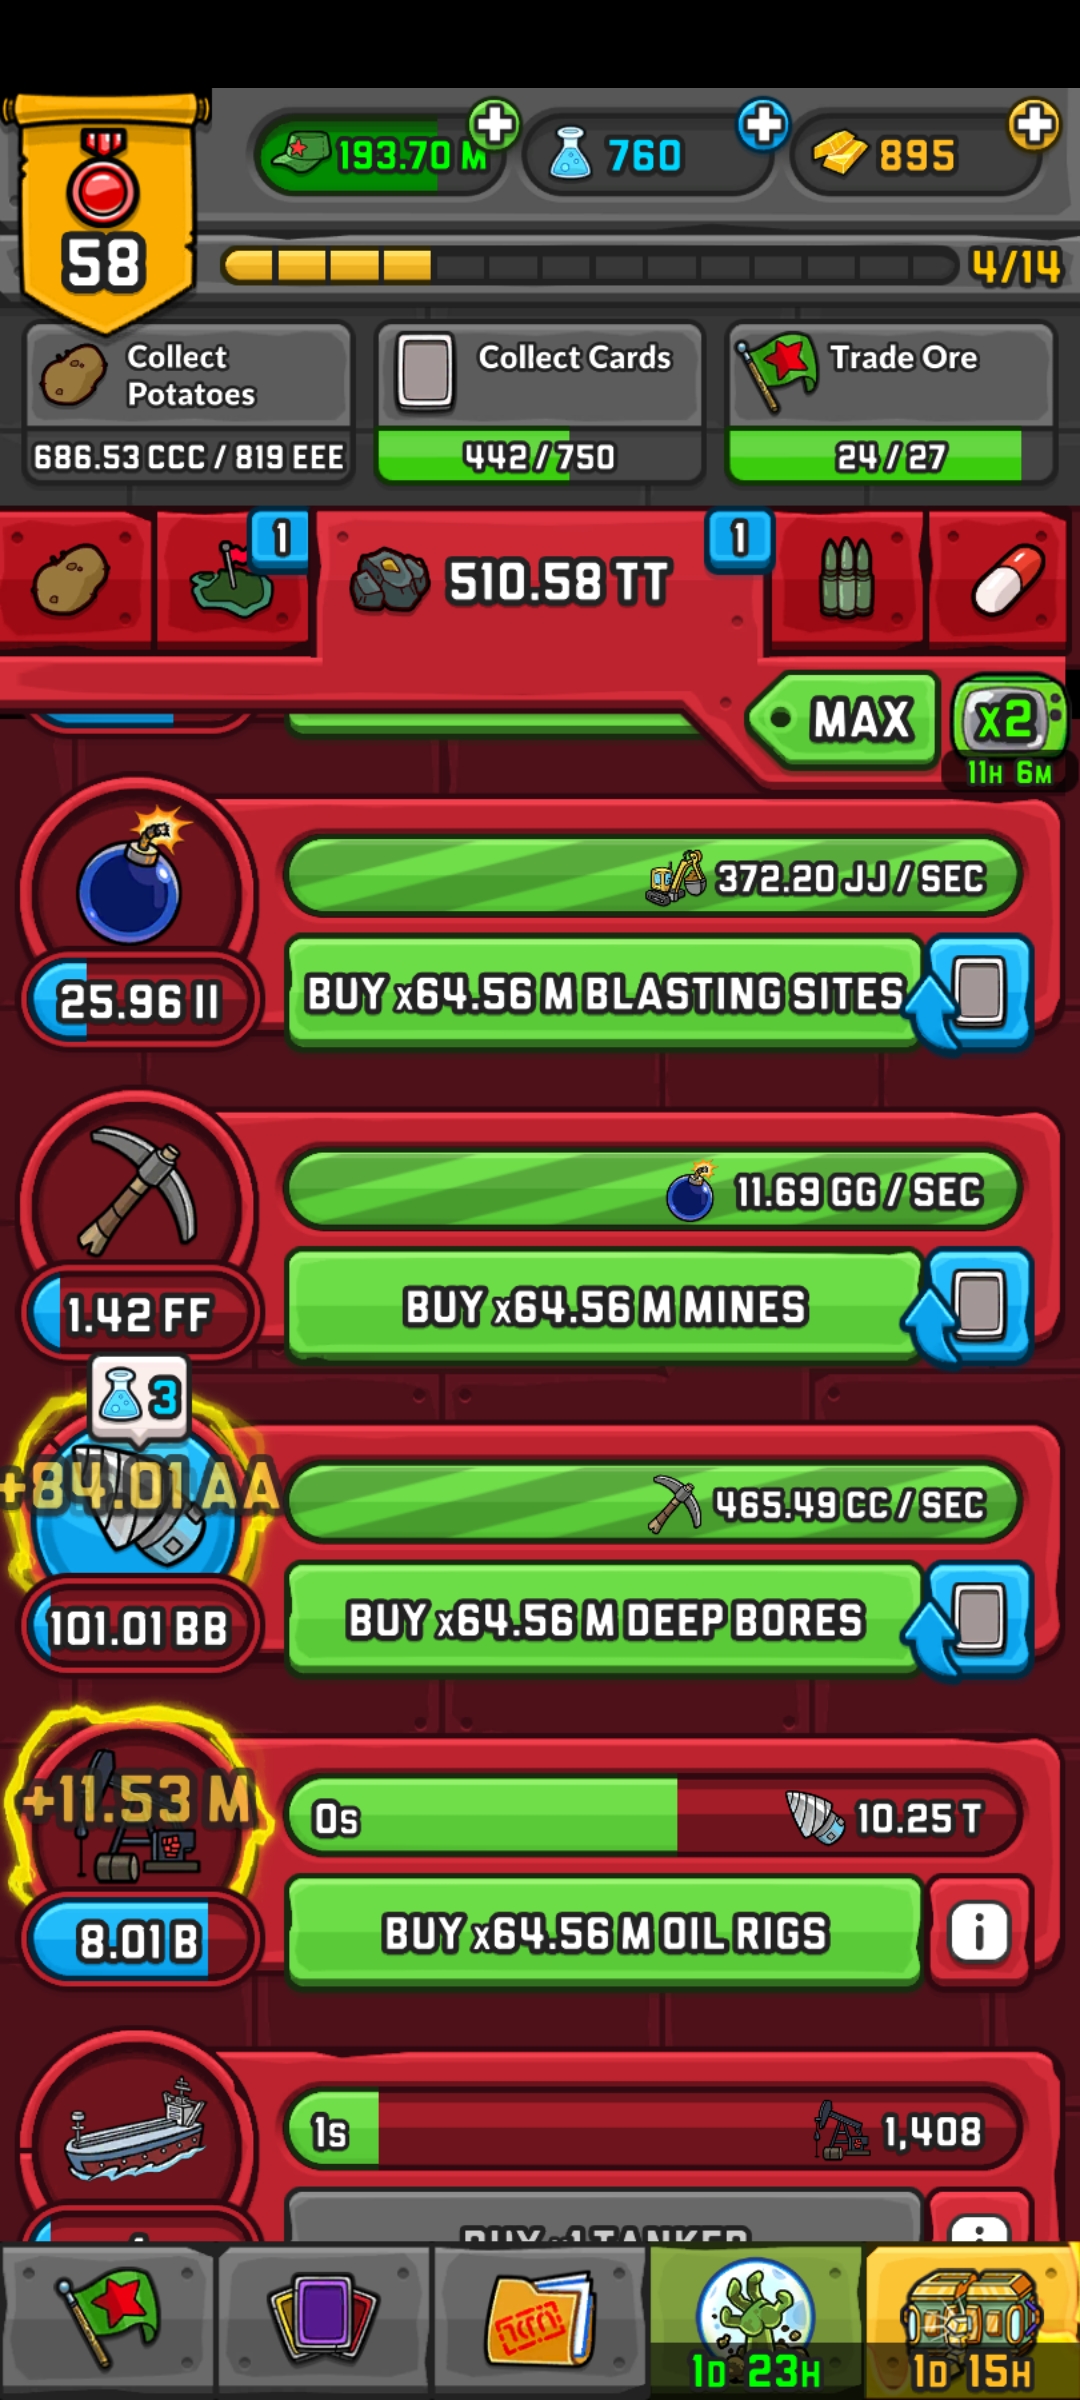 193.70 M
760
895
58
4/14
Collect
Potatoes
686.53 CCC / 819 EEE
Collect Cards
442/750
Trade Ore
24/27
1
510.58 TT
1
MAX
x2
11H 6M
372.20 JJ/SEC
25.96 II
BUY x64.56 M BLASTING SITES
11.69 GG/SEC
1.42 FF
BUY x64.56 M MINES
3
+84.01 AA
465.49 CC/SEC
101.01 BB
BUY x64.56 M DEEP BORES
+11.53 M
0s
10.25 T
8.01 B
BUY x64.56 M OIL RIGS
i
1s
1,408
BUY x1 TANKER
i
1D 23H
1D 15H